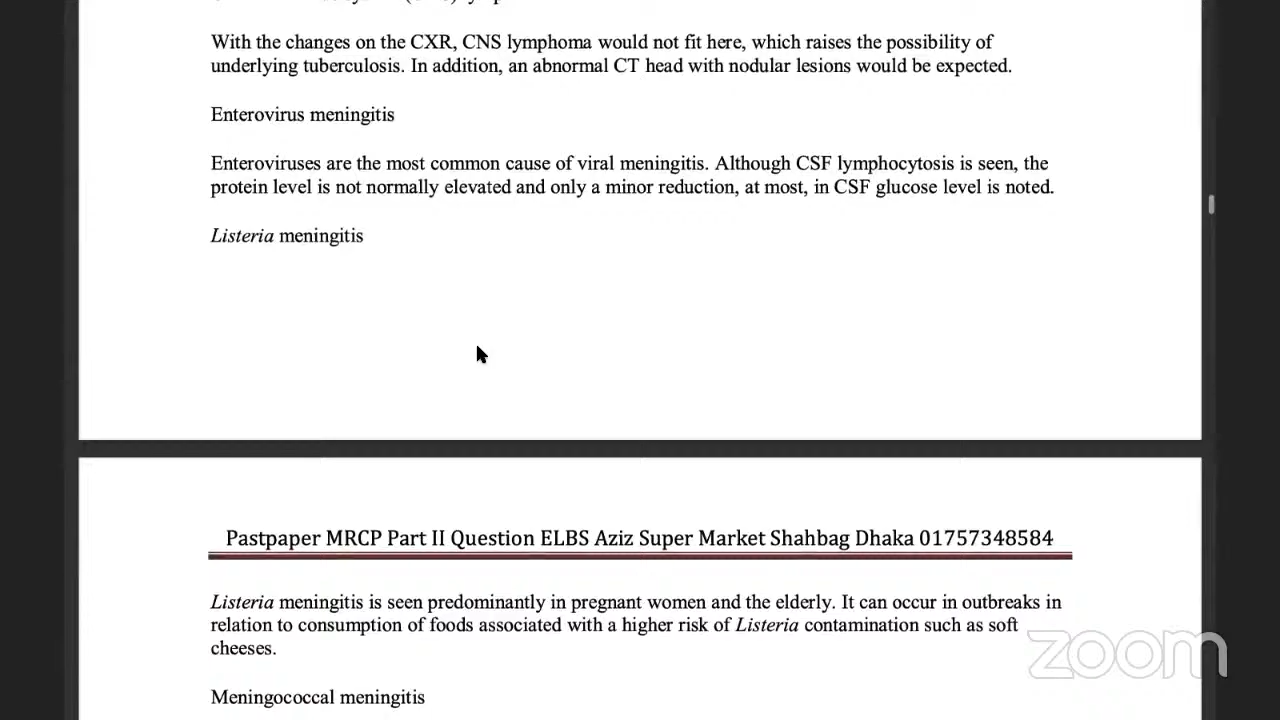 With the changes on the CXR, CNS lymphoma would not fit here, which raises the possibility of
underlying tuberculosis. In addition, an abnormal CT head with nodular lesions would be expected.
Enterovirus meningitis
Enteroviruses are the most common cause of viral meningitis. Although CSF lymphocytosis is seen, the
protein level is not normally elevated and only a minor reduction, at most, in CSF glucose level is noted.
Listeria meningitis
Pastpaper MRCP Part II Question ELBS Aziz Super Market Shahbag Dhaka 01757348584
Listeria meningitis is seen predominantly in pregnant women and the elderly. It can occur in outbreaks in
relation to consumption of foods associated with a higher risk of Listeria contamination such as soft
cheeses.
zoom
Meningococcal meningitis